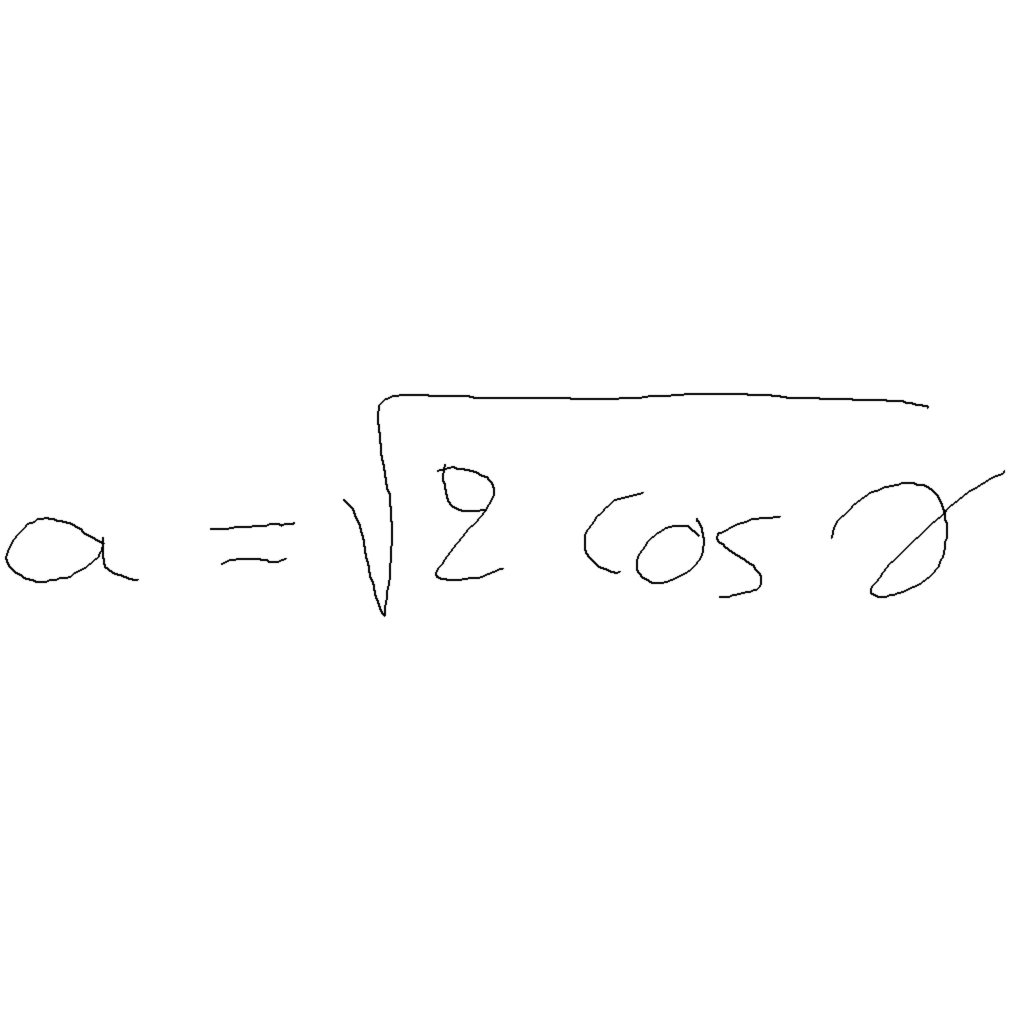 a = √(2 cos γ)